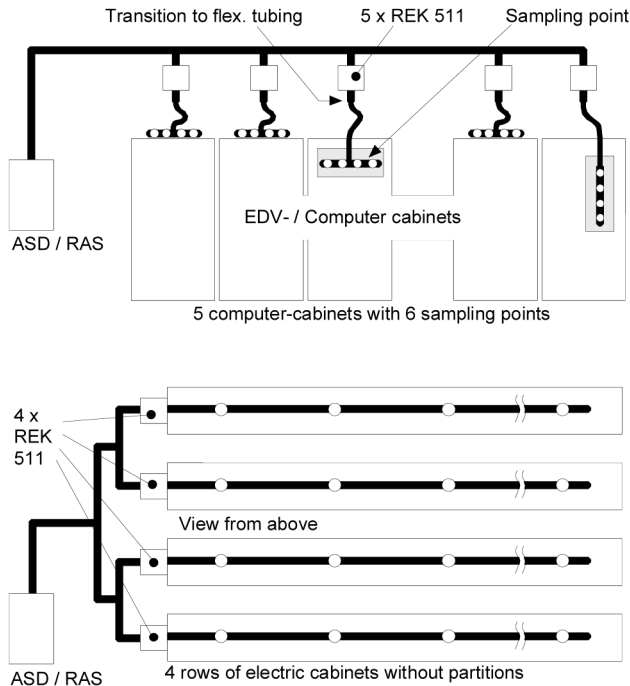 Transition to flex. tubing
5 x REK 511
Sampling point
EDV- / Computer cabinets
ASD / RAS
5 computer-cabinets with 6 sampling points
4 x
REK
511
View from above
ASD / RAS
4 rows of electric cabinets without partitions